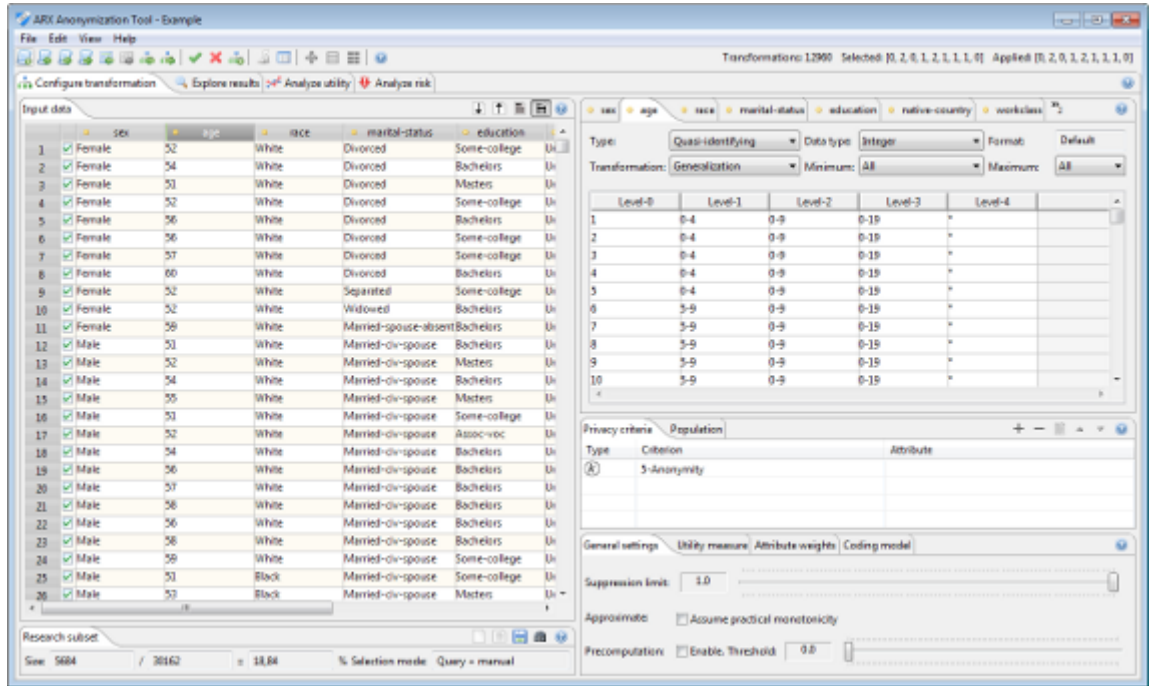 ARX Anonymization Tool - Example
File Edit View Help
Transformations: 12960 Selected: [0, 2, 0, 1, 2, 1, 1, 1, 0] Applied: [0, 2, 0, 1, 2, 1, 1, 1, 0]
Configure transformation Explore results Analyze utility Analyze risk
Input data
sex age race marital-status education
1 Female 52 White Divorced Some-college
2 Female 54 White Divorced Bachelors
3 Female 51 White Divorced Masters
4 Female 52 White Divorced Some-college
5 Female 56 White Divorced Bachelors
6 Female 56 White Divorced Some-college
7 Female 57 White Divorced Some-college
8 Female 60 White Divorced Bachelors
9 Female 52 White Separated Some-college
10 Female 52 White Widowed Bachelors
11 Female 59 White Married-spouse-absent Bachelors
12 Male 51 White Married-civ-spouse Bachelors
13 Male 52 White Married-civ-spouse Masters
14 Male 54 White Married-civ-spouse Bachelors
15 Male 55 White Married-civ-spouse Masters
16 Male 51 White Married-civ-spouse Some-college
17 Male 52 White Married-civ-spouse Assoc-voc
18 Male 54 White Married-civ-spouse Bachelors
19 Male 56 White Married-civ-spouse Bachelors
20 Male 57 White Married-civ-spouse Bachelors
21 Male 58 White Married-civ-spouse Bachelors
22 Male 56 White Married-civ-spouse Bachelors
23 Male 58 White Married-civ-spouse Bachelors
24 Male 59 White Married-civ-spouse Some-college
25 Male 51 Black Married-civ-spouse Some-college
26 Male 53 Black Married-civ-spouse Masters
Research subset
Size: 5684 / 30162 = 18,84 % Selection mode: Query + manual
sex age race marital-status education native-country workclass
Type: Quasi-identifying Data type: Integer Format: Default
Transformation: Generalization Minimum: All Maximum: All
Level-0 Level-1 Level-2 Level-3 Level-4
1 0-4 0-9 0-19 *
2 0-4 0-9 0-19 *
3 0-4 0-9 0-19 *
4 0-4 0-9 0-19 *
5 0-4 0-9 0-19 *
6 5-9 0-9 0-19 *
7 5-9 0-9 0-19 *
8 5-9 0-9 0-19 *
9 5-9 0-9 0-19 *
10 5-9 0-9 0-19 *
Privacy criteria Population
Type Criterion Attribute
5-Anonymity
General settings Utility measure Attribute weights Coding model
Suppression limit: 1.0
Approximate: Assume practical monotonicity
Precomputation: Enable. Threshold: 0.0